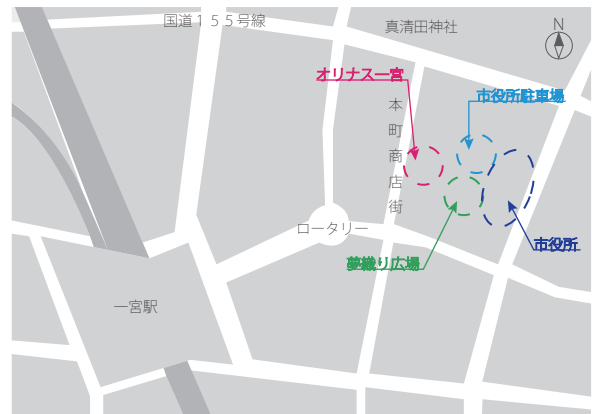 国道１５５号線
真清田神社
N
オリナス一宮
市役所駐車場
本町商店街
ロータリー
市役所
夢織り広場
一宮駅